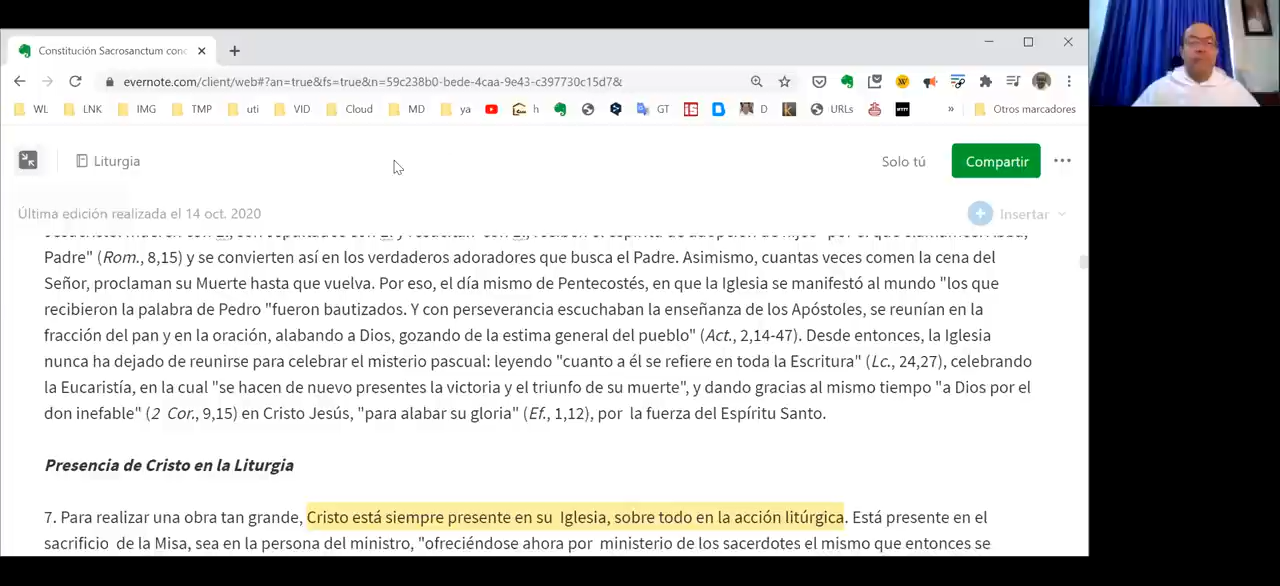 Constitución Sacrosanctum conc
evernote.com/client/web#?an=true&fs=true&n=59c238b0-bede-4caa-9e43-c397730c15d7&
WL LNK IMG TMP uti VID Cloud MD ya h GT D URLs » Otros marcadores
Liturgia
Solo tú
Compartir
Última edición realizada el 14 oct. 2020
Insertar
Padre" (Rom., 8,15) y se convierten así en los verdaderos adoradores que busca el Padre. Asimismo, cuantas veces comen la cena del
Señor, proclaman su Muerte hasta que vuelva. Por eso, el día mismo de Pentecostés, en que la Iglesia se manifestó al mundo "los que
recibieron la palabra de Pedro "fueron bautizados. Y con perseverancia escuchaban la enseñanza de los Apóstoles, se reunían en la
fracción del pan y en la oración, alabando a Dios, gozando de la estima general del pueblo" (Act., 2,14-47). Desde entonces, la Iglesia
nunca ha dejado de reunirse para celebrar el misterio pascual: leyendo "cuanto a él se refiere en toda la Escritura" (Lc., 24,27), celebrando
la Eucaristía, en la cual "se hacen de nuevo presentes la victoria y el triunfo de su muerte", y dando gracias al mismo tiempo "a Dios por el
don inefable" (2 Cor., 9,15) en Cristo Jesús, "para alabar su gloria" (Ef., 1,12), por la fuerza del Espíritu Santo.
Presencia de Cristo en la Liturgia
7. Para realizar una obra tan grande, Cristo está siempre presente en su Iglesia, sobre todo en la acción litúrgica. Está presente en el
sacrificio de la Misa, sea en la persona del ministro, "ofreciéndose ahora por ministerio de los sacerdotes el mismo que entonces se